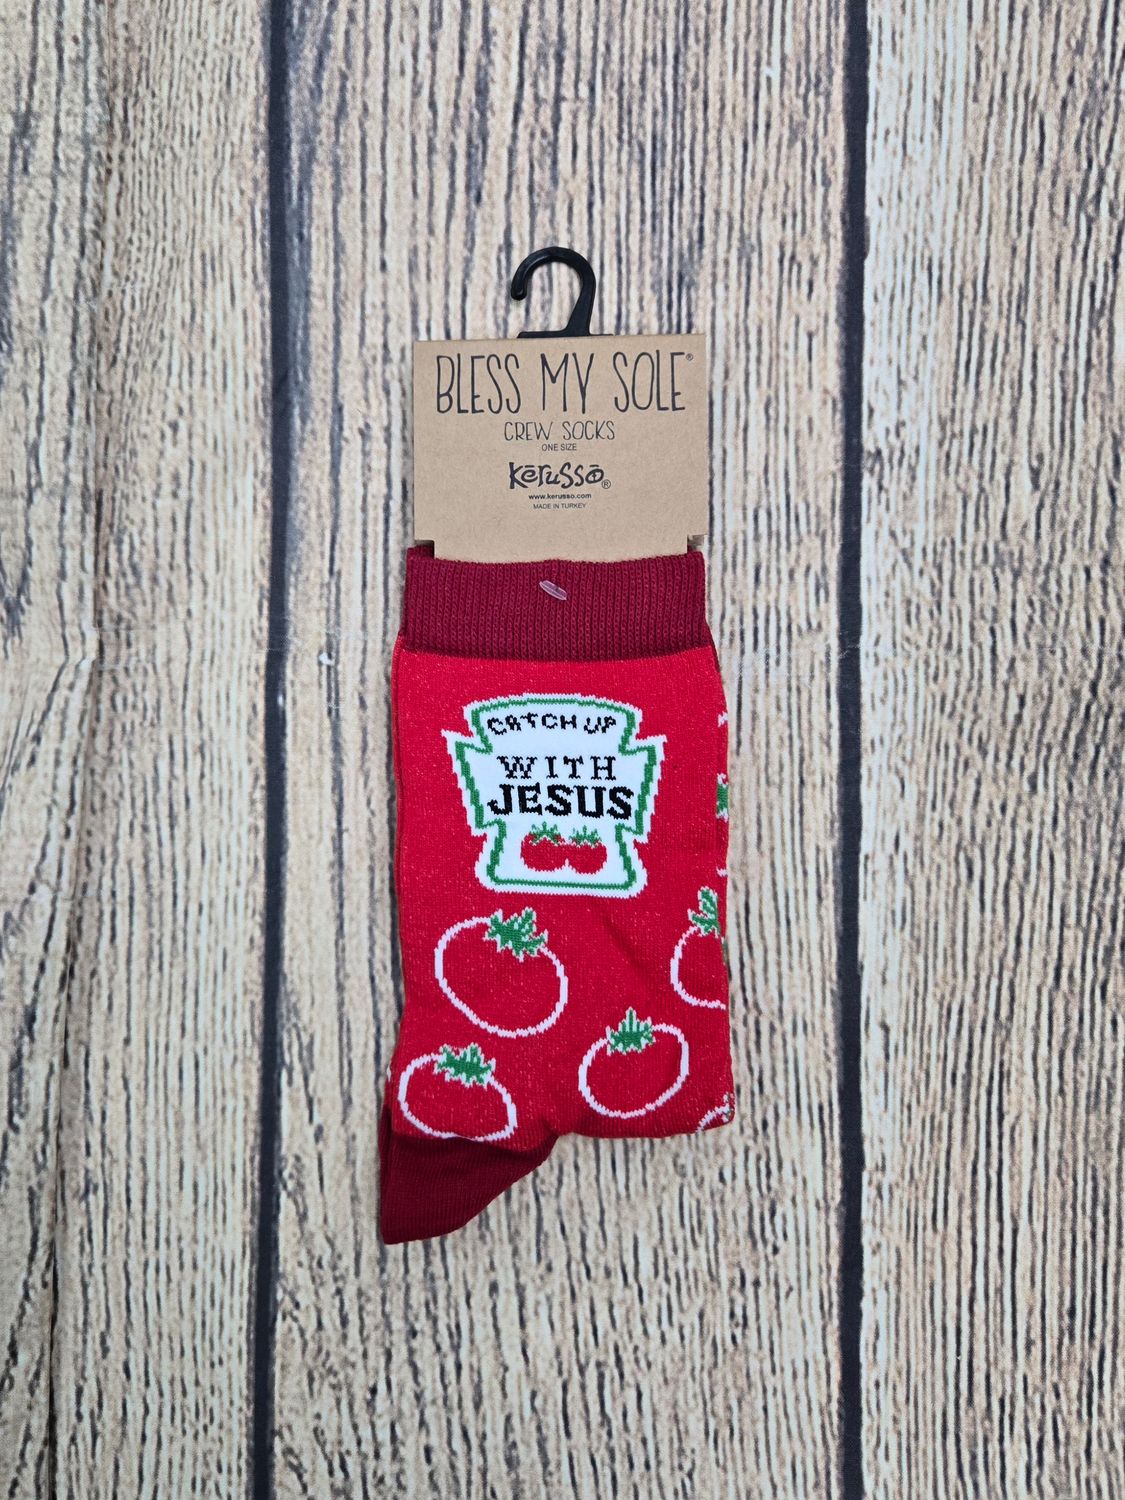 BLESS MY SOLE®
CREW SOCKS
ONE SIZE
kerusso®
www.kerusso.com
MADE IN TURKEY
CATCH UP
WITH
JESUS